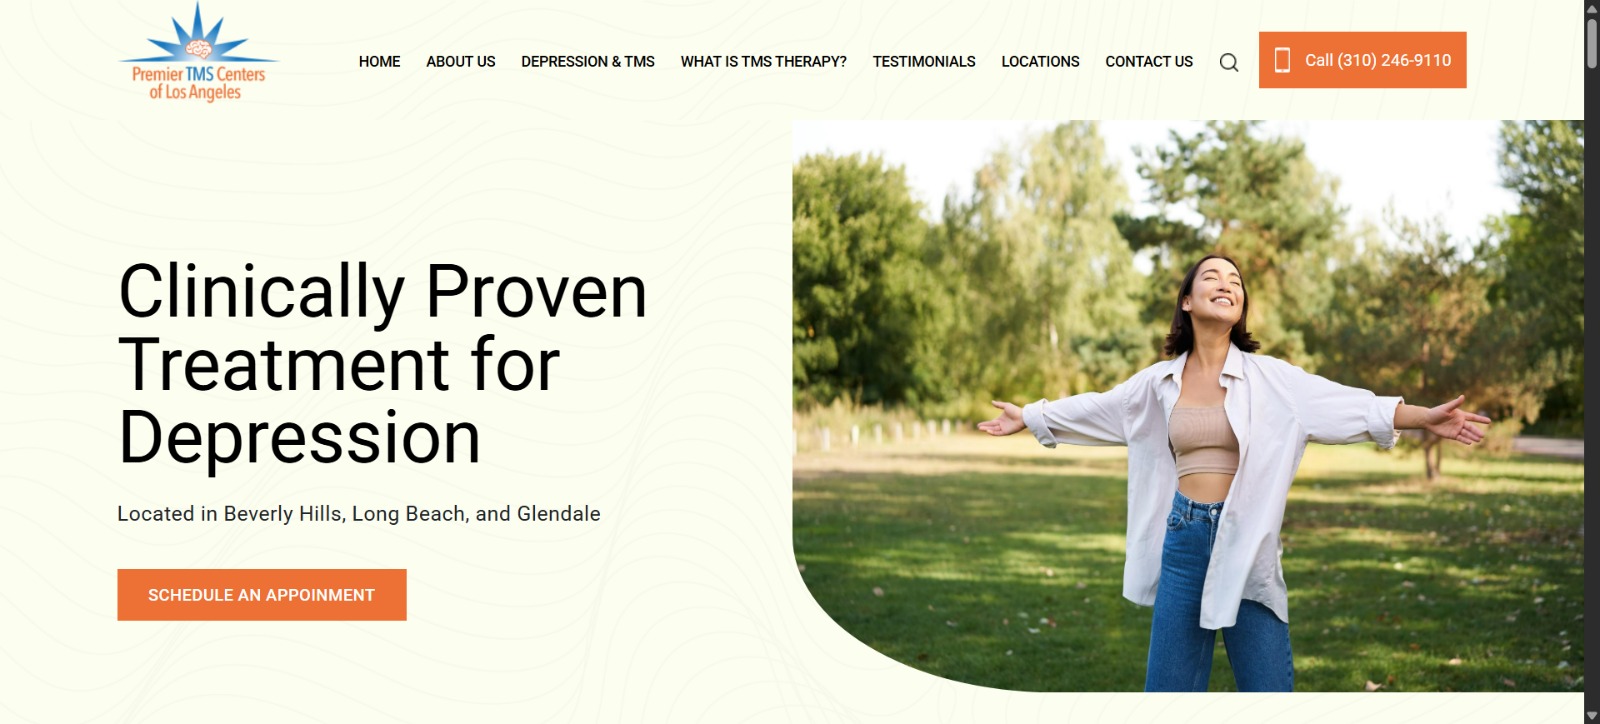 Premier TMS Centers
of Los Angeles
HOME ABOUT US DEPRESSION & TMS WHAT IS TMS THERAPY? TESTIMONIALS LOCATIONS CONTACT US
Call (310) 246-9110
Clinically Proven
Treatment for
Depression
Located in Beverly Hills, Long Beach, and Glendale
SCHEDULE AN APPOINMENT